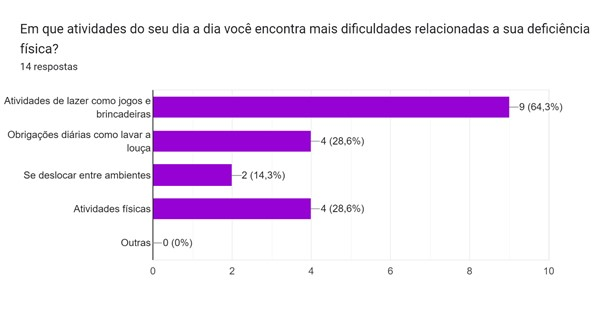 Em que atividades do seu dia a dia você encontra mais dificuldades relacionadas a sua deficiência
física?
14 respostas
Atividades de lazer como jogos e
brincadeiras
9 (64,3%)
Obrigações diárias como lavar a
louça
4 (28,6%)
Se deslocar entre ambientes
2 (14,3%)
Atividades físicas
4 (28,6%)
Outras
0 (0%)
0 2 4 6 8 10